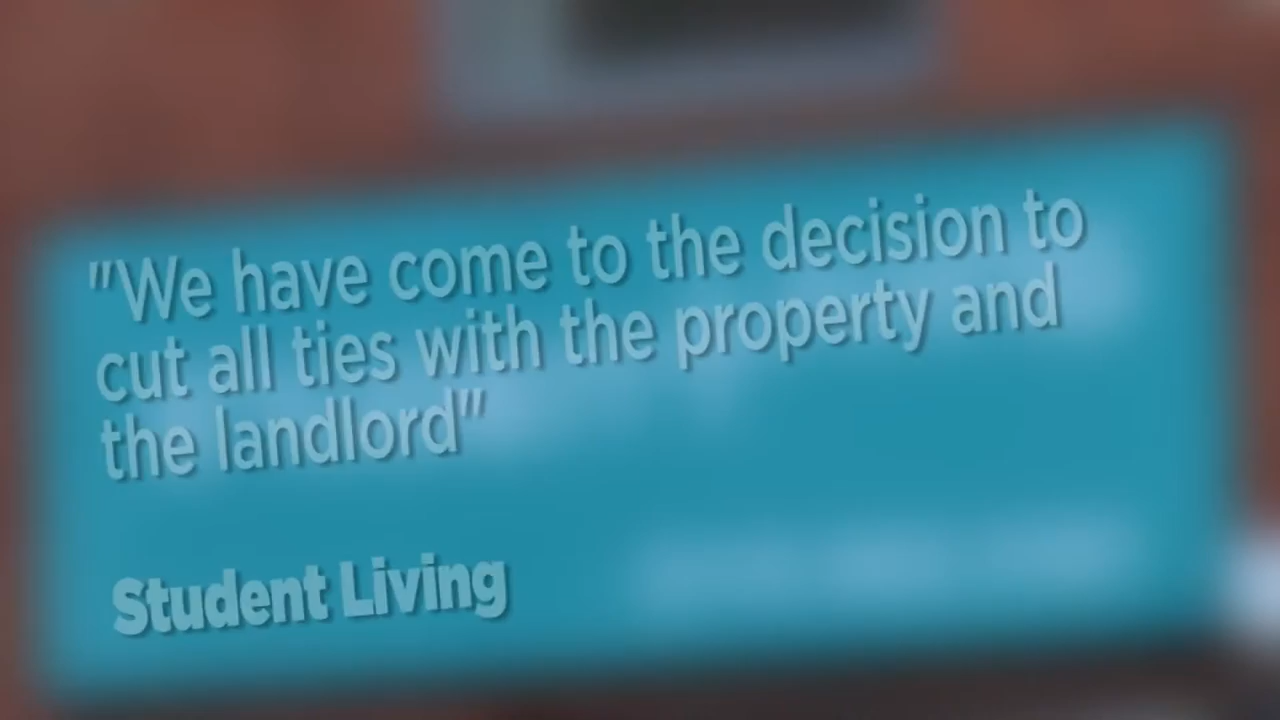 "We have come to the decision to
cut all ties with the property and
the landlord"
Student Living